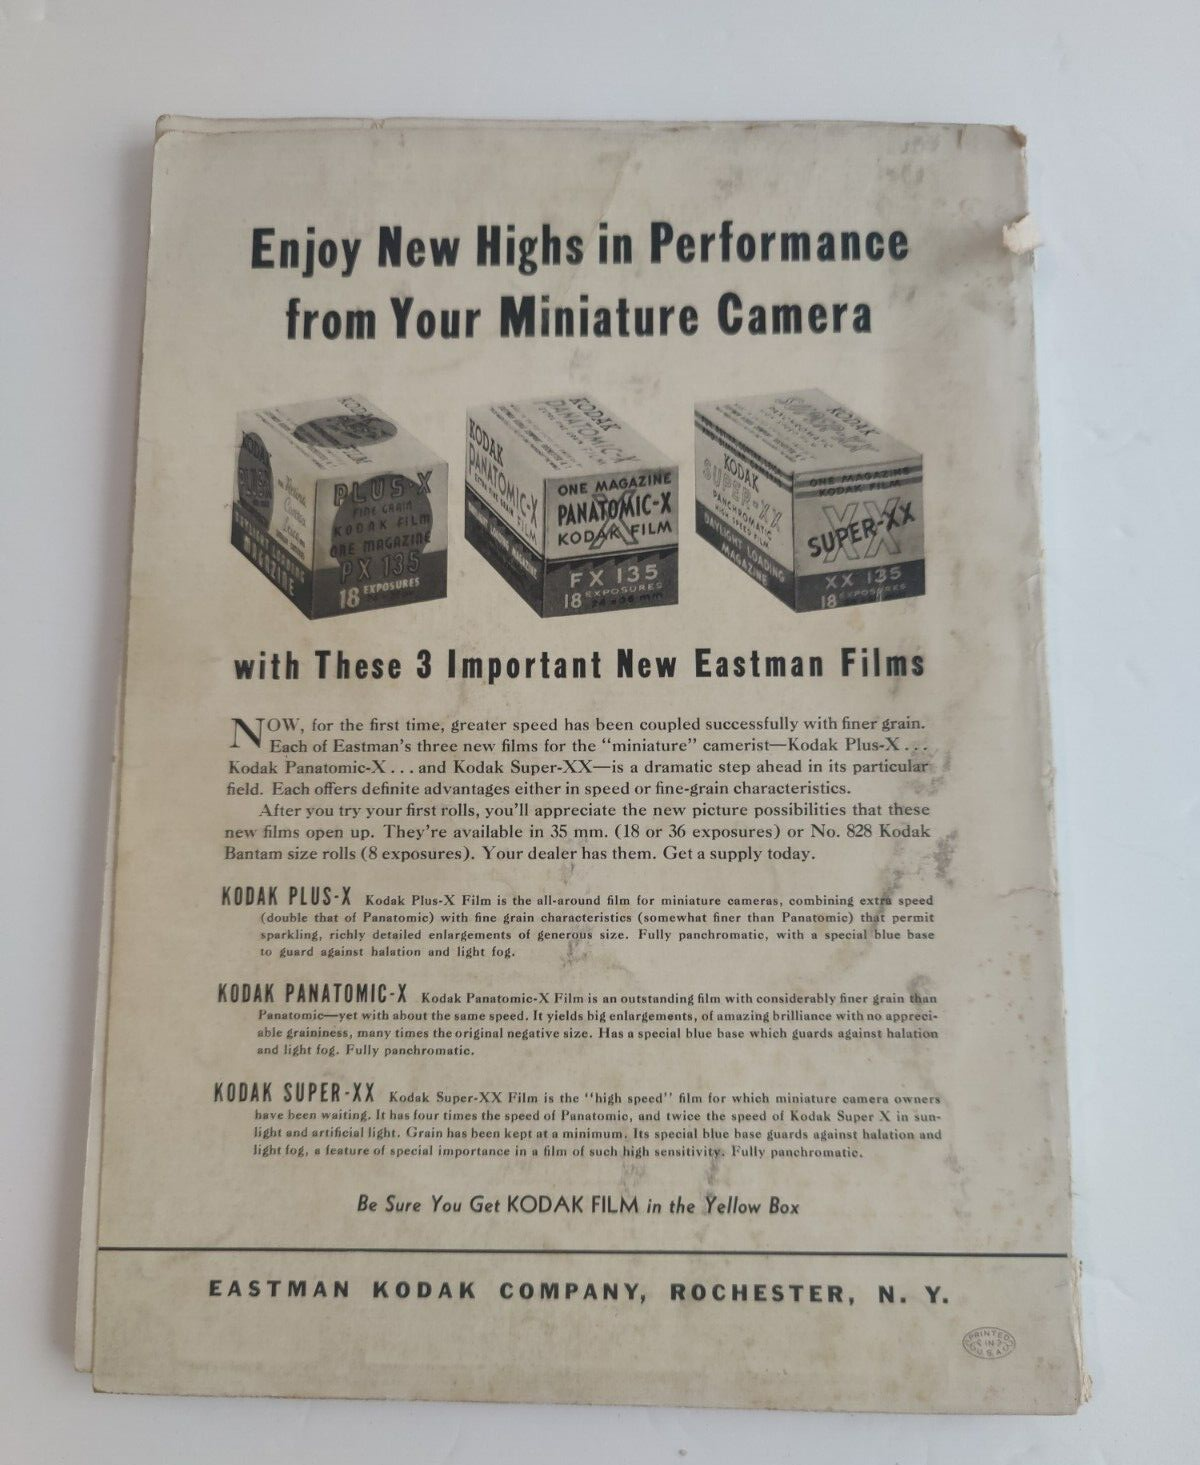 Enjoy New Highs in Performance
from Your Miniature Camera
KODAK
PLUS-X
FINE GRAIN
KODAK FILM
ONE MAGAZINE
PX 135
18 EXPOSURES
MAGAZINE
KODAK
PANATOMIC-X
KODAK
PANATOMIC-X
ONE MAGAZINE
PANATOMIC-X
KODAK FILM
FX 135
18 EXPOSURES
24 x 36 mm
KODAK
SUPER-XX
PANCHROMATIC
HIGH SPEED FILM
DAYLIGHT LOADING
MAGAZINE
ONE MAGAZINE
KODAK FILM
XX
SUPER-XX
XX 135
18 EXPOSURES
with These 3 Important New Eastman Films
NOW, for the first time, greater speed has been coupled successfully with finer grain.
Each of Eastman's three new films for the "miniature" camerist—Kodak Plus-X . . .
Kodak Panatomic-X . . . and Kodak Super-XX—is a dramatic step ahead in its particular
field. Each offers definite advantages either in speed or fine-grain characteristics.
After you try your first rolls, you'll appreciate the new picture possibilities that these
new films open up. They're available in 35 mm. (18 or 36 exposures) or No. 828 Kodak
Bantam size rolls (8 exposures). Your dealer has them. Get a supply today.
KODAK PLUS-X Kodak Plus-X Film is the all-around film for miniature cameras, combining extra speed
(double that of Panatomic) with fine grain characteristics (somewhat finer than Panatomic) that permit
sparkling, richly detailed enlargements of generous size. Fully panchromatic, with a special blue base
to guard against halation and light fog.
KODAK PANATOMIC-X Kodak Panatomic-X Film is an outstanding film with considerably finer grain than
Panatomic—yet with about the same speed. It yields big enlargements, of amazing brilliance with no appreci-
able graininess, many times the original negative size. Has a special blue base which guards against halation
and light fog. Fully panchromatic.
KODAK SUPER-XX Kodak Super-XX Film is the "high speed" film for which miniature camera owners
have been waiting. It has four times the speed of Panatomic, and twice the speed of Kodak Super X in sun-
light and artificial light. Grain has been kept at a minimum. Its special blue base guards against halation and
light fog, a feature of special importance in a film of such high sensitivity. Fully panchromatic.
Be Sure You Get KODAK FILM in the Yellow Box
EASTMAN KODAK COMPANY, ROCHESTER, N. Y.
PRINTED
IN
U.S.A.